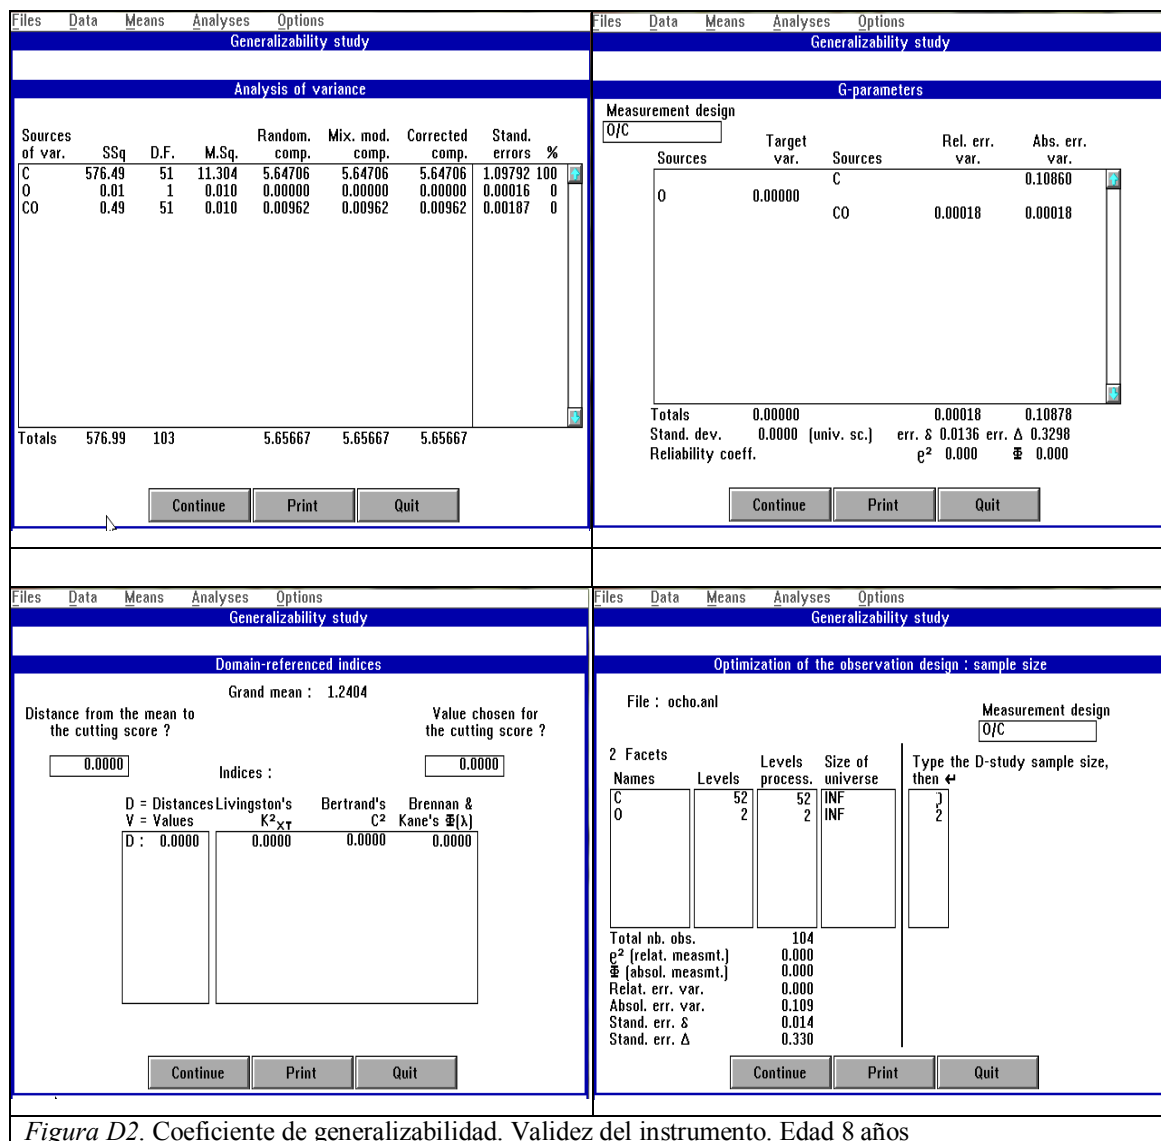 Files Data Means Analyses Options
Generalizability study
Analysis of variance
Sources Random. Mix. mod. Corrected Stand.
of var. SSq D.F. M.Sq. comp. comp. comp. errors %
C 576.49 51 11.304 5.64706 5.64706 5.64706 1.09792 100
O 0.01 1 0.010 0.00000 0.00000 0.00000 0.00016 0
CO 0.49 51 0.010 0.00962 0.00962 0.00962 0.00187 0
Totals 576.99 103 5.65667 5.65667 5.65667
Continue Print Quit
Files Data Means Analyses Options
Generalizability study
G-parameters
Measurement design
O/C
Target Rel. err. Abs. err.
Sources var. Sources var. var.
C 0.10860
O 0.00000
CO 0.00018 0.00018
Totals 0.00000 0.00018 0.10878
Stand. dev. 0.0000 (univ. sc.) err. δ 0.0136 err. Δ 0.3298
Reliability coeff. ϱ² 0.000 Φ 0.000
Continue Print Quit
Files Data Means Analyses Options
Generalizability study
Domain-referenced indices
Grand mean : 1.2404
Distance from the mean to Value chosen for
the cutting score ? the cutting score ?
0.0000 0.0000
Indices :
D = Distances Livingston's Bertrand's Brennan &
V = Values K²XT C² Kane's Φ(λ)
D : 0.0000 0.0000 0.0000 0.0000
Continue Print Quit
Files Data Means Analyses Options
Generalizability study
Optimization of the observation design : sample size
File : ocho.anl
Measurement design
O/C
2 Facets Levels Size of Type the D-study sample size,
Names Levels process. universe then ↵
C 52 52 INF
O 2 2 INF 2
Total nb. obs. 104
ϱ² (relat. measmt.) 0.000
Φ (absol. measmt.) 0.000
Relat. err. var. 0.000
Absol. err. var. 0.109
Stand. err. δ 0.014
Stand. err. Δ 0.330
Continue Print Quit
Figura D2. Coeficiente de generalizabilidad. Validez del instrumento. Edad 8 años